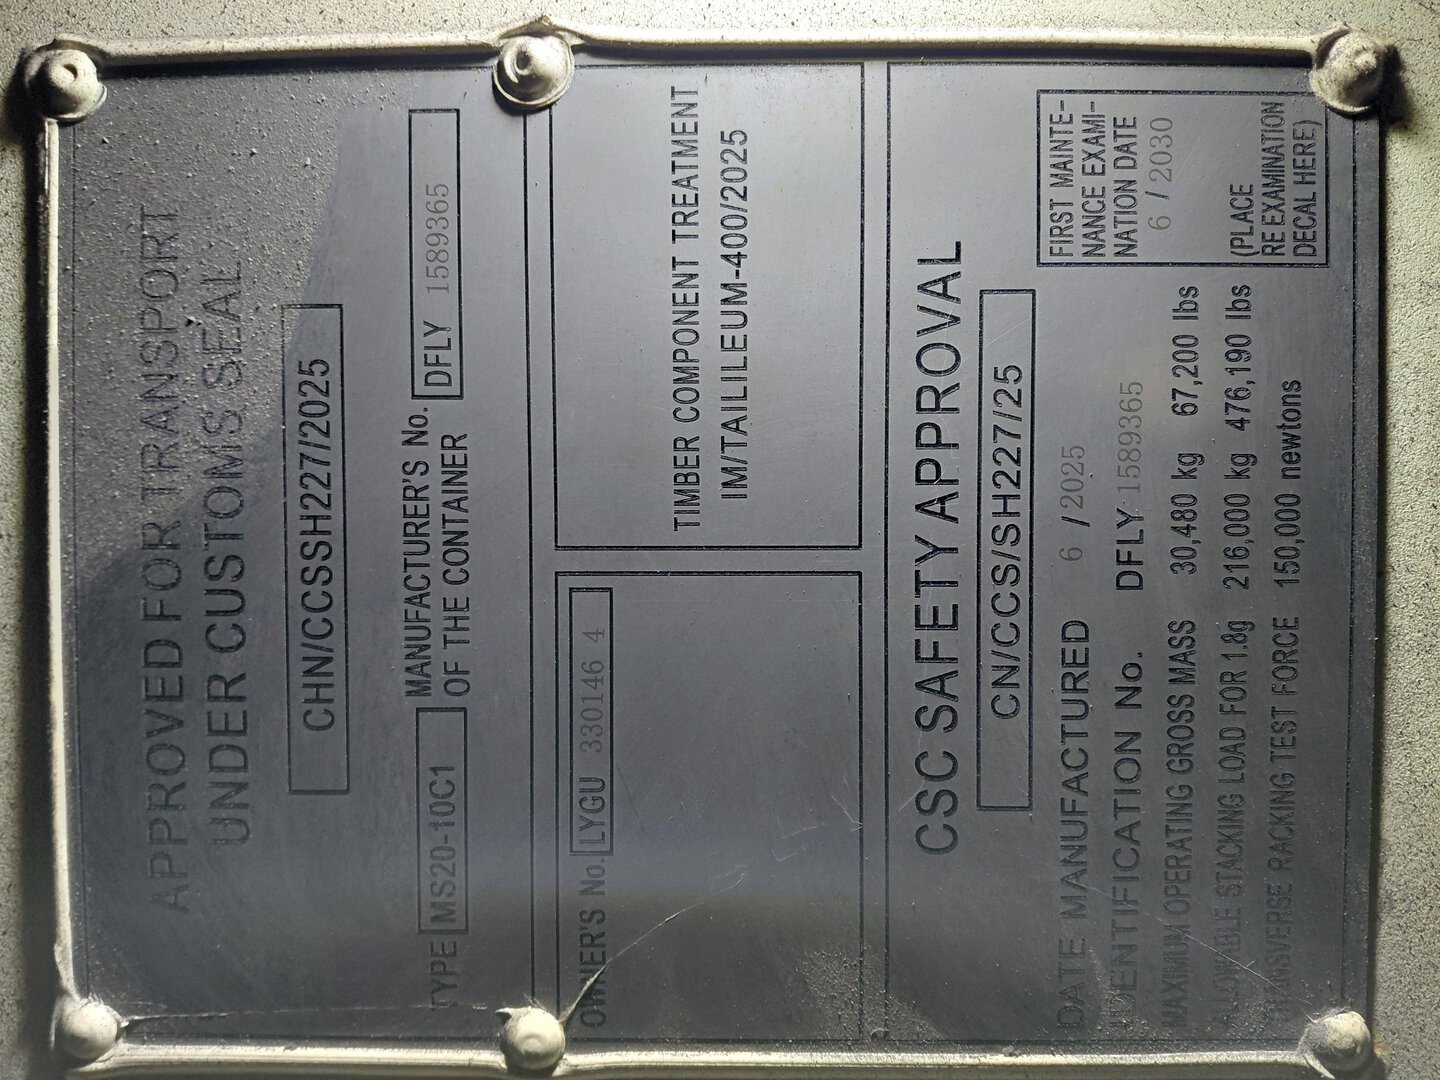 APPROVED FOR TRANSPORT
UNDER CUSTOMS SEAL
CHN/CCSSH227/2025
TYPE MS20-10C1 MANUFACTURER'S No. DFLY 1589365
OF THE CONTAINER
OWNER'S No. LYGU 330146 4
TIMBER COMPONENT TREATMENT
IM/TAILILEUM-400/2025
CSC SAFETY APPROVAL
CN/CCS/SH227/25
DATE MANUFACTURED 6 / 2025
IDENTIFICATION No. DFLY 1589365
MAXIMUM OPERATING GROSS MASS 30,480 kg 67,200 lbs
ALLOWABLE STACKING LOAD FOR 1.8g 216,000 kg 476,190 lbs
TRANSVERSE RACKING TEST FORCE 150,000 newtons
FIRST MAINTE-
NANCE EXAMI-
NATION DATE
6 / 2030
(PLACE
RE EXAMINATION
DECAL HERE)